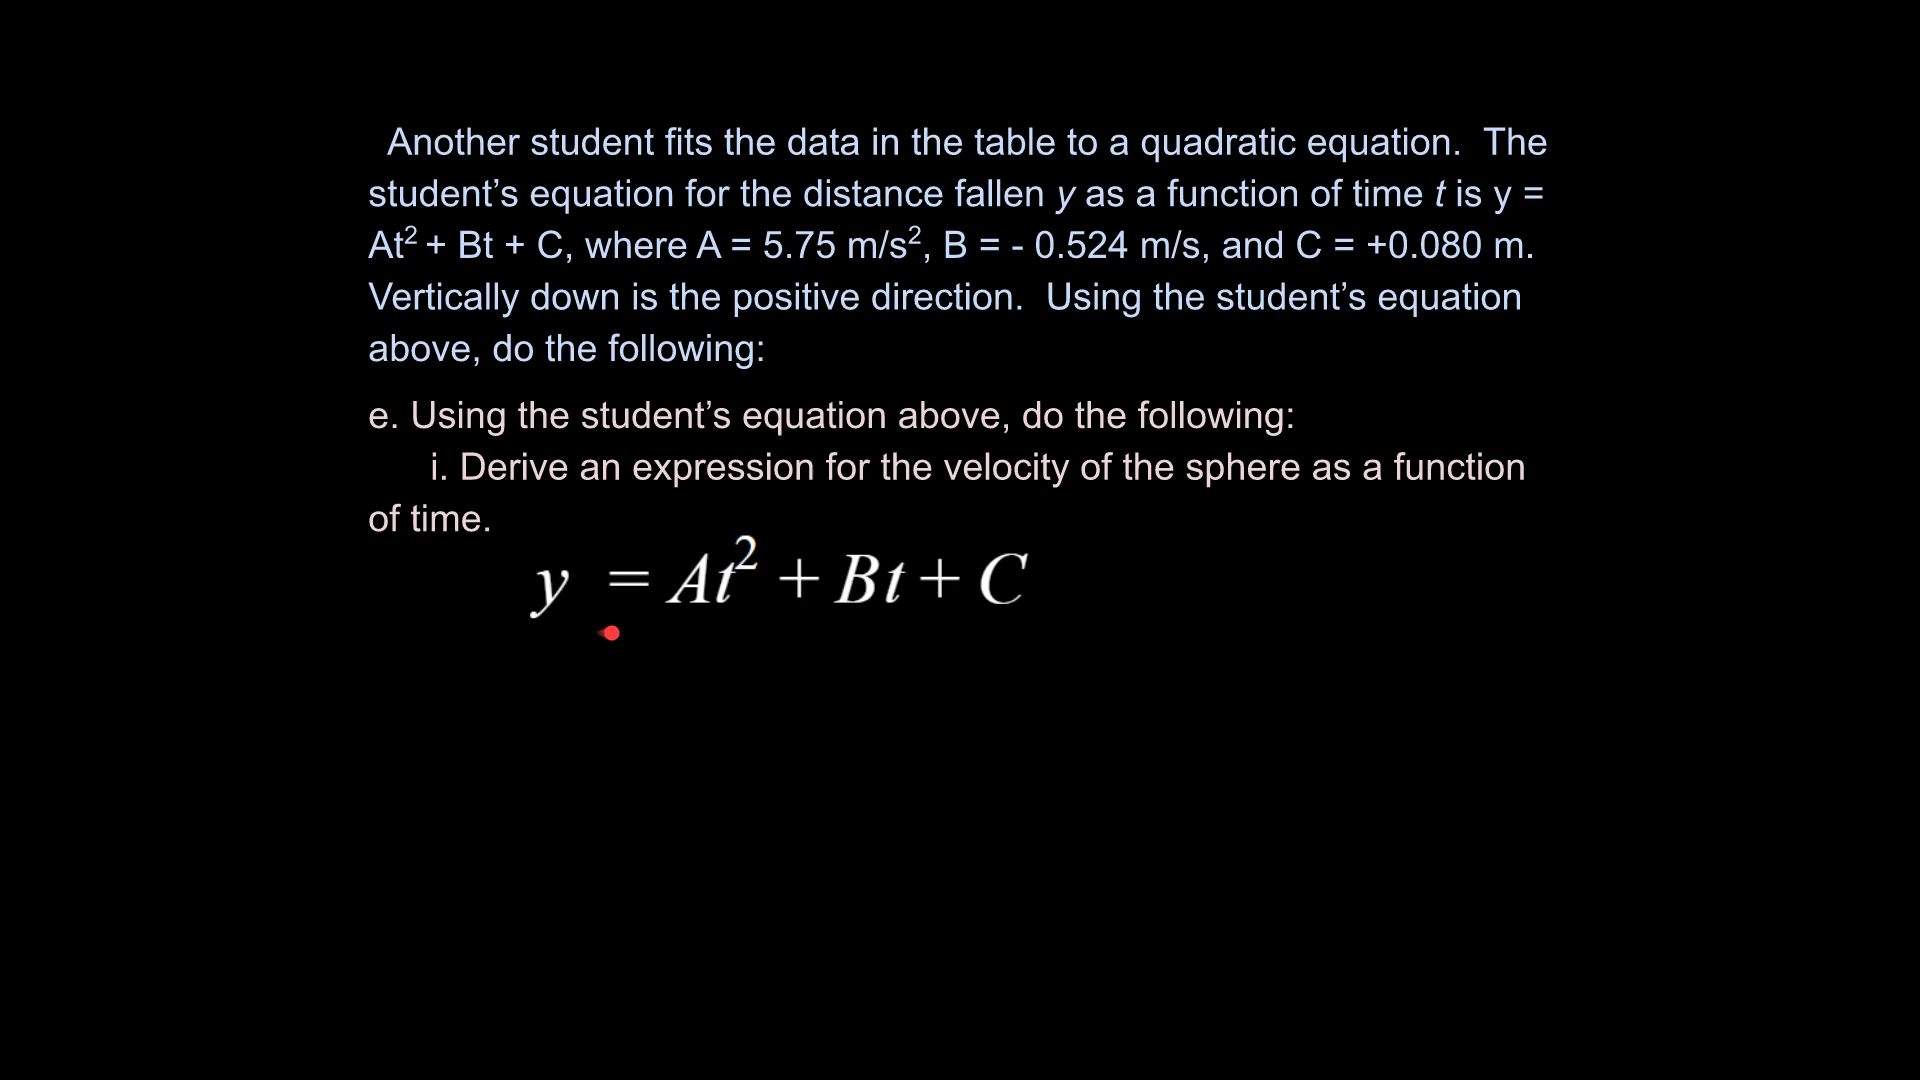 Another student fits the data in the table to a quadratic equation.  The
student’s equation for the distance fallen y as a function of time t is y =
At² + Bt + C, where A = 5.75 m/s², B = - 0.524 m/s, and C = +0.080 m.
Vertically down is the positive direction.  Using the student’s equation
above, do the following:
e. Using the student’s equation above, do the following:
i. Derive an expression for the velocity of the sphere as a function
of time.
y = At² + Bt + C